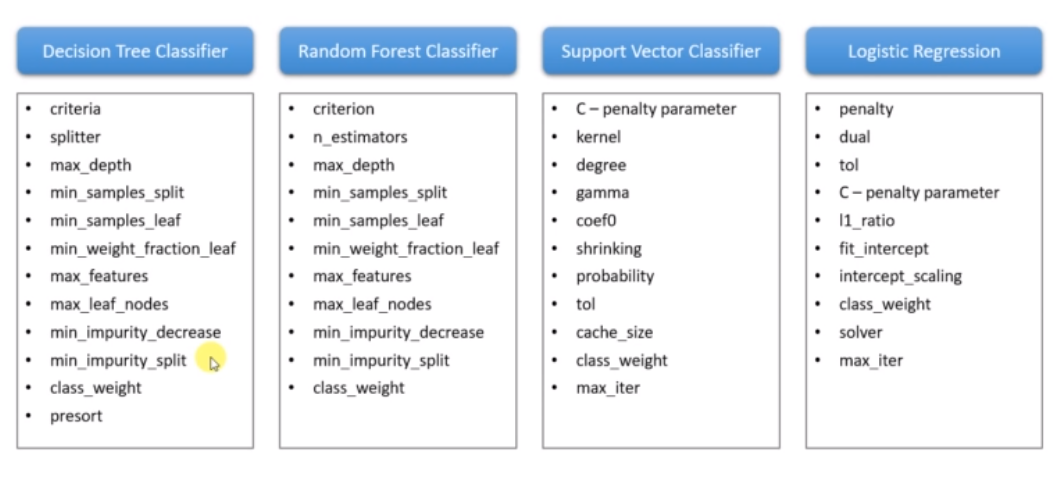 Decision Tree Classifier
criteria
splitter
max_depth
min_samples_split
min_samples_leaf
min_weight_fraction_leaf
max_features
max_leaf_nodes
min_impurity_decrease
min_impurity_split
class_weight
presort
Random Forest Classifier
criterion
n_estimators
max_depth
min_samples_split
min_samples_leaf
min_weight_fraction_leaf
max_features
max_leaf_nodes
min_impurity_decrease
min_impurity_split
class_weight
Support Vector Classifier
C – penalty parameter
kernel
degree
gamma
coef0
shrinking
probability
tol
cache_size
class_weight
max_iter
Logistic Regression
penalty
dual
tol
C – penalty parameter
l1_ratio
fit_intercept
intercept_scaling
class_weight
solver
max_iter